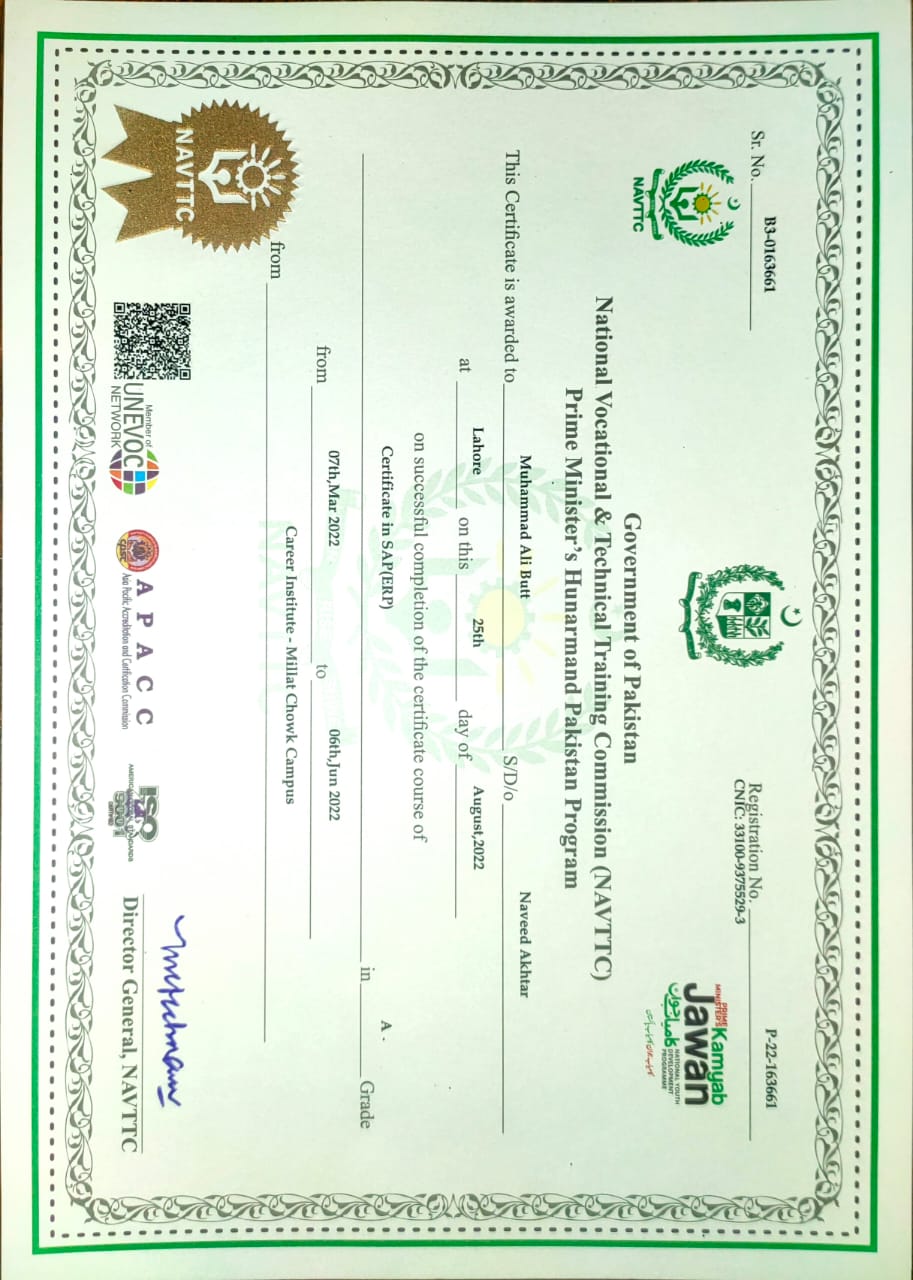 Sr. No. B3-0163661
Registration No. P-22-163661
CNIC: 33100-9375529-3
NAVTTC
PRIME MINISTER'S
Kamyab
Jawan
کامیاب جوان
NATIONAL YOUTH DEVELOPMENT PROGRAMME
Government of Pakistan
National Vocational & Technical Training Commission (NAVTTC)
Prime Minister's Hunarmand Pakistan Program
This Certificate is awarded to Muhammad Ali Butt S/D/o Naveed Akhtar
at Lahore on this 25th day of August,2022
on successful completion of the certificate course of
Certificate in SAP(ERP) in A - Grade
from 07th,Mar 2022 to 06th,Jun 2022
from Career Institute - Millat Chowk Campus
NAVTTC
NAVTTC
Member of
UNEVOC
NETWORK
CPSC
APACC
Asia Pacific Accreditation and Certification Commission
ISO
9001
Director General, NAVTTC